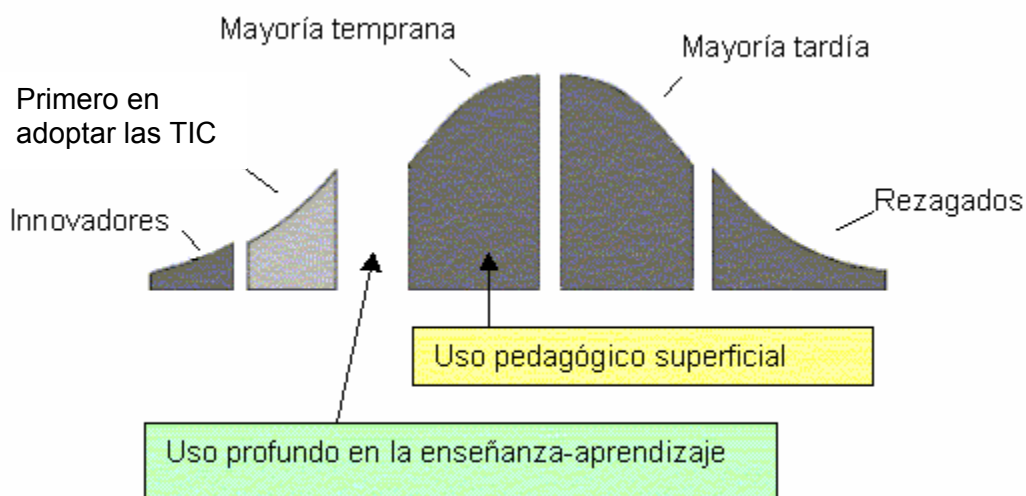 Mayoría temprana
Mayoría tardía
Primero en
adoptar las TIC
Innovadores
Rezagados
Uso pedagógico superficial
Uso profundo en la enseñanza-aprendizaje